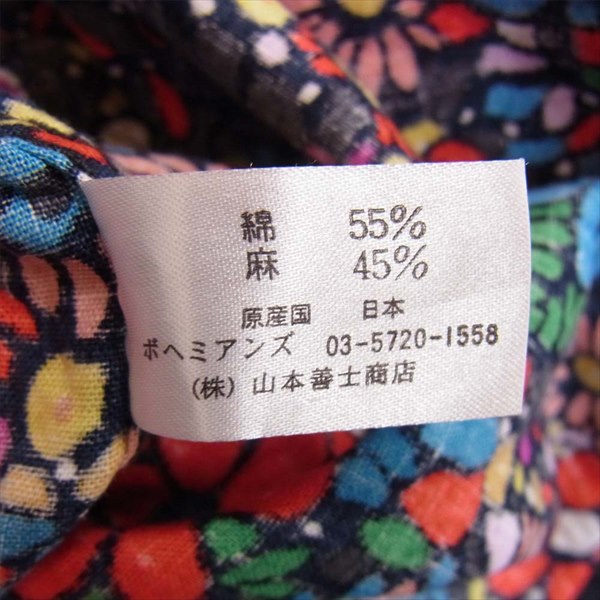 綿 55%
麻 45%
原産国 日本
ボヘミアンズ 03-5720-1558
(株) 山本善士商店